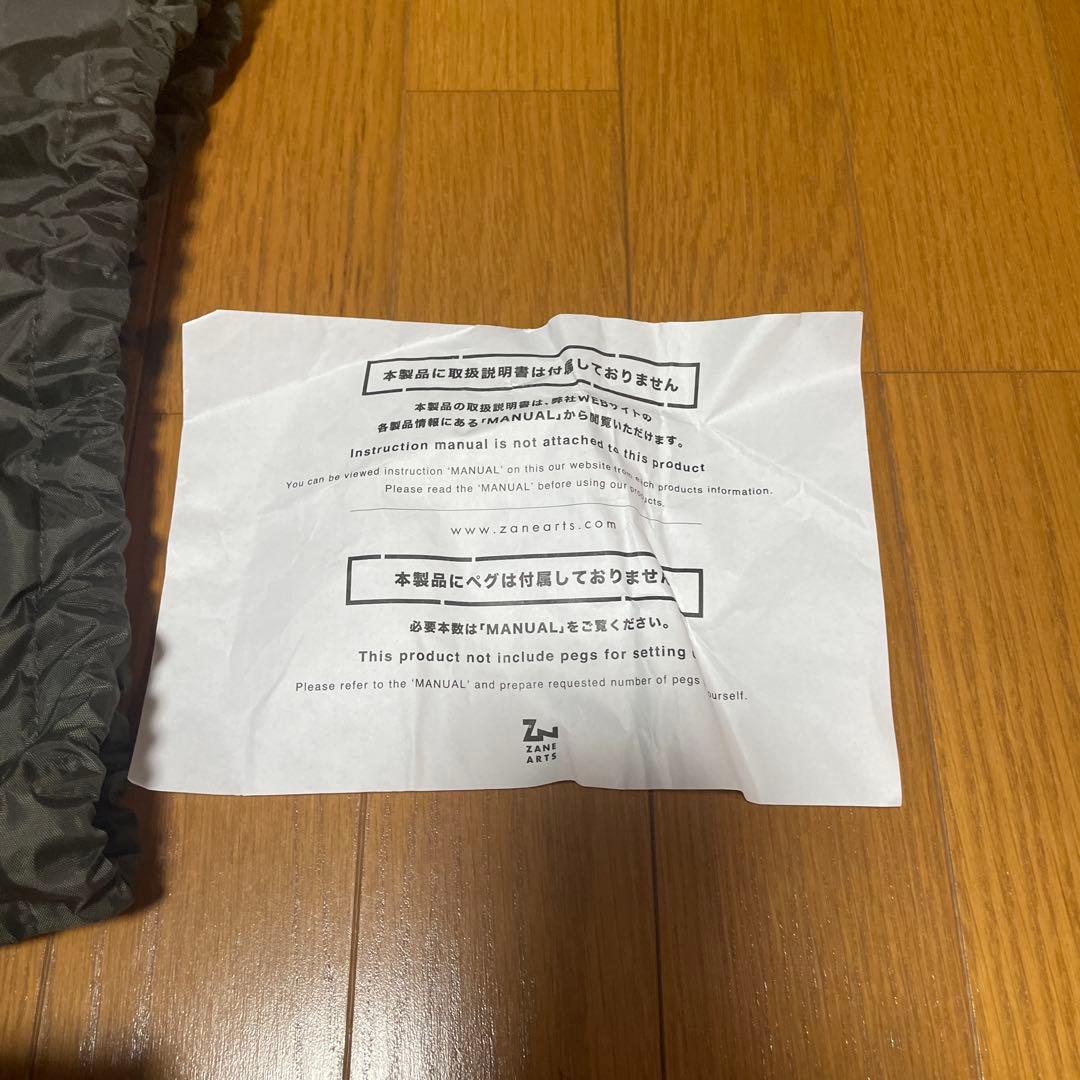 本製品に取扱説明書は付属しておりません
本製品の取扱説明書は、弊社WEBサイトの
各製品情報にある「MANUAL」から閲覧いただけます。
Instruction manual is not attached to this product
You can be viewed instruction 'MANUAL' on this our website from each products information.
Please read the 'MANUAL' before using our products.
www.zanearts.com
本製品にペグは付属しておりません
必要本数は「MANUAL」をご覧ください。
This product not include pegs for setting
Please refer to the 'MANUAL' and prepare requested number of pegs ourself.
ZN
ZANE
ARTS